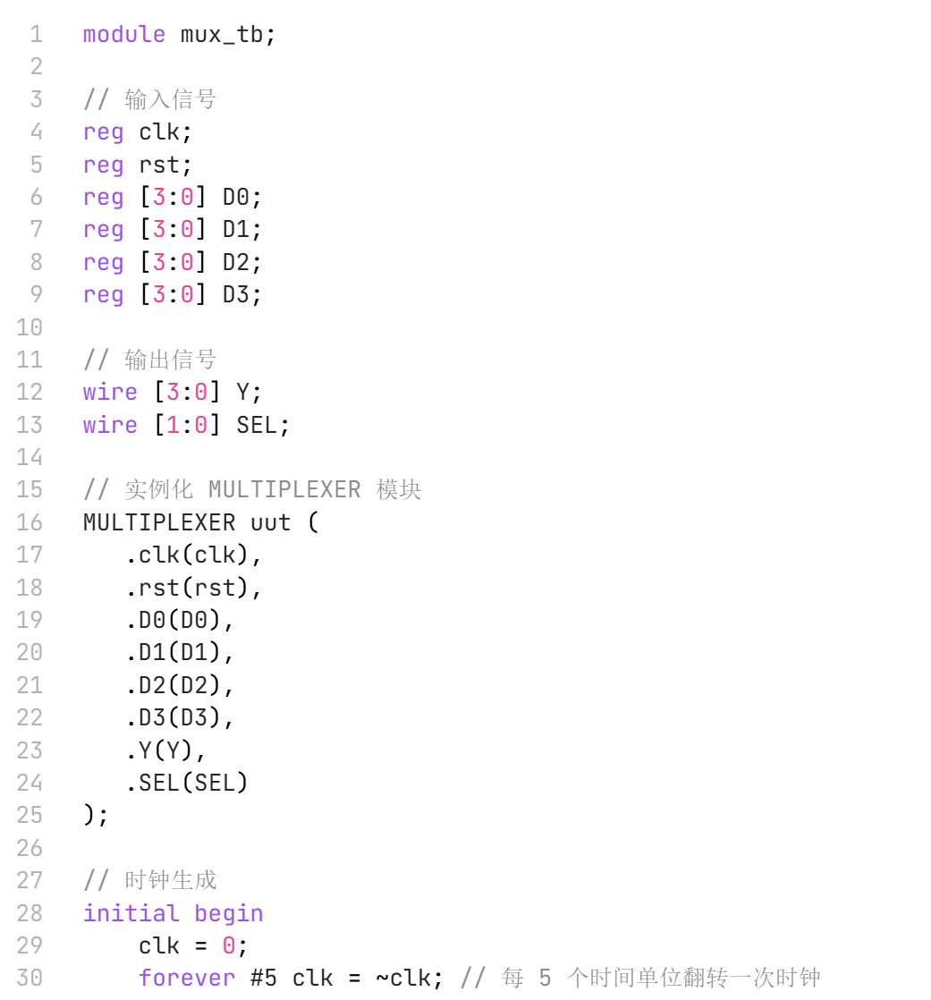 1 module mux_tb;
2
3 // 输入信号
4 reg clk;
5 reg rst;
6 reg [3:0] D0;
7 reg [3:0] D1;
8 reg [3:0] D2;
9 reg [3:0] D3;
10
11 // 输出信号
12 wire [3:0] Y;
13 wire [1:0] SEL;
14
15 // 实例化 MULTIPLEXER 模块
16 MULTIPLEXER uut (
17    .clk(clk),
18    .rst(rst),
19    .D0(D0),
20    .D1(D1),
21    .D2(D2),
22    .D3(D3),
23    .Y(Y),
24    .SEL(SEL)
25 );
26
27 // 时钟生成
28 initial begin
29     clk = 0;
30     forever #5 clk = ~clk; // 每 5 个时间单位翻转一次时钟